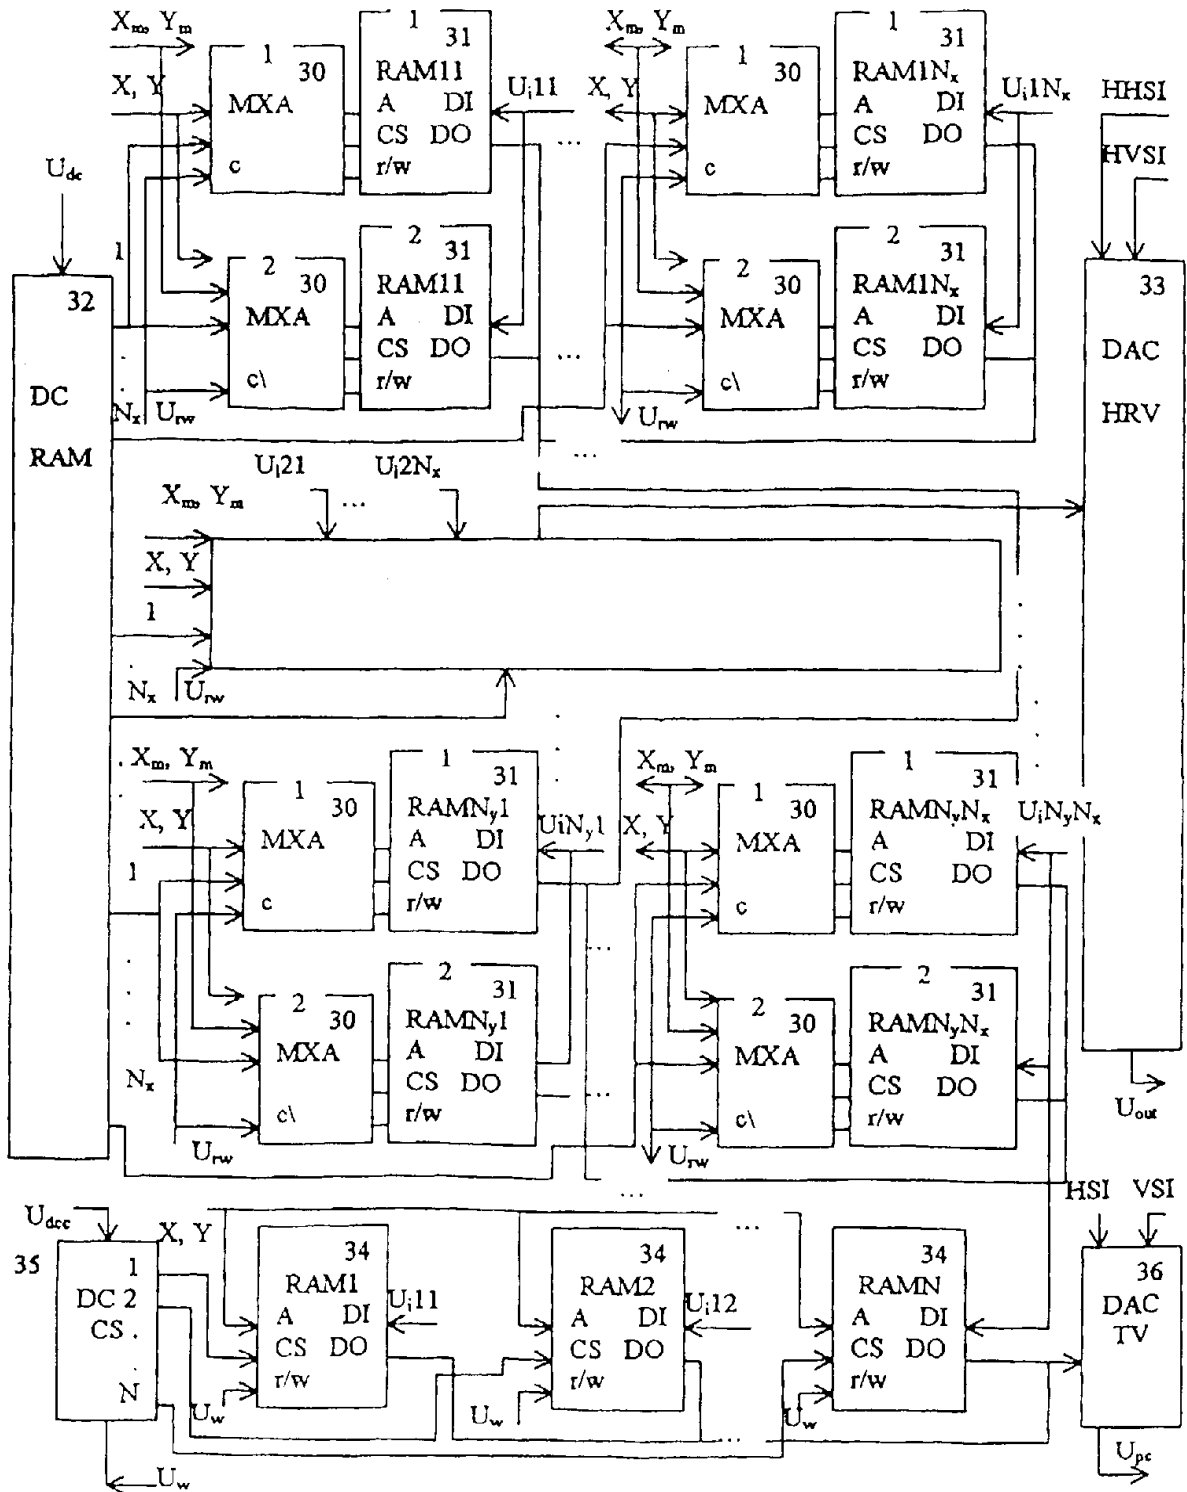 Xm, Ym
1
30
MXA
c
1
31
RAM11
A DI
CS DO
r/w
X, Y
Ui11
...
Xm, Ym
1
30
MXA
c
1
31
RAM1Nx
A DI
CS DO
r/w
X, Y
Ui1Nx
HHSI
HVSI
Udc
1
2
30
MXA
c\
2
31
RAM11
A DI
CS DO
r/w
...
2
30
MXA
c\
2
31
RAM1Nx
A DI
CS DO
r/w
32
DC
RAM
33
DAC
HRV
Nx
Urw
Urw
...
Ui21
...
Ui2Nx
Xm, Ym
X, Y
1
Nx
Urw
Xm, Ym
1
30
MXA
c
1
31
RAMNy1
A DI
CS DO
r/w
X, Y
UiNy1
1
...
Xm, Ym
1
30
MXA
c
1
31
RAMNyNx
A DI
CS DO
r/w
X, Y
UiNyNx
2
30
MXA
c\
2
31
RAMNy1
A DI
CS DO
r/w
...
2
30
MXA
c\
2
31
RAMNyNx
A DI
CS DO
r/w
Nx
Urw
Urw
Uout
...
HSI
VSI
Udcc
X, Y
...
35
1
DC 2
CS .
N
34
RAM1
A DI
CS DO
r/w
Ui11
34
RAM2
A DI
CS DO
r/w
Ui12
34
RAMN
A DI
CS DO
r/w
36
DAC
TV
Uw
Uw
Uw
...
Uw
Upc